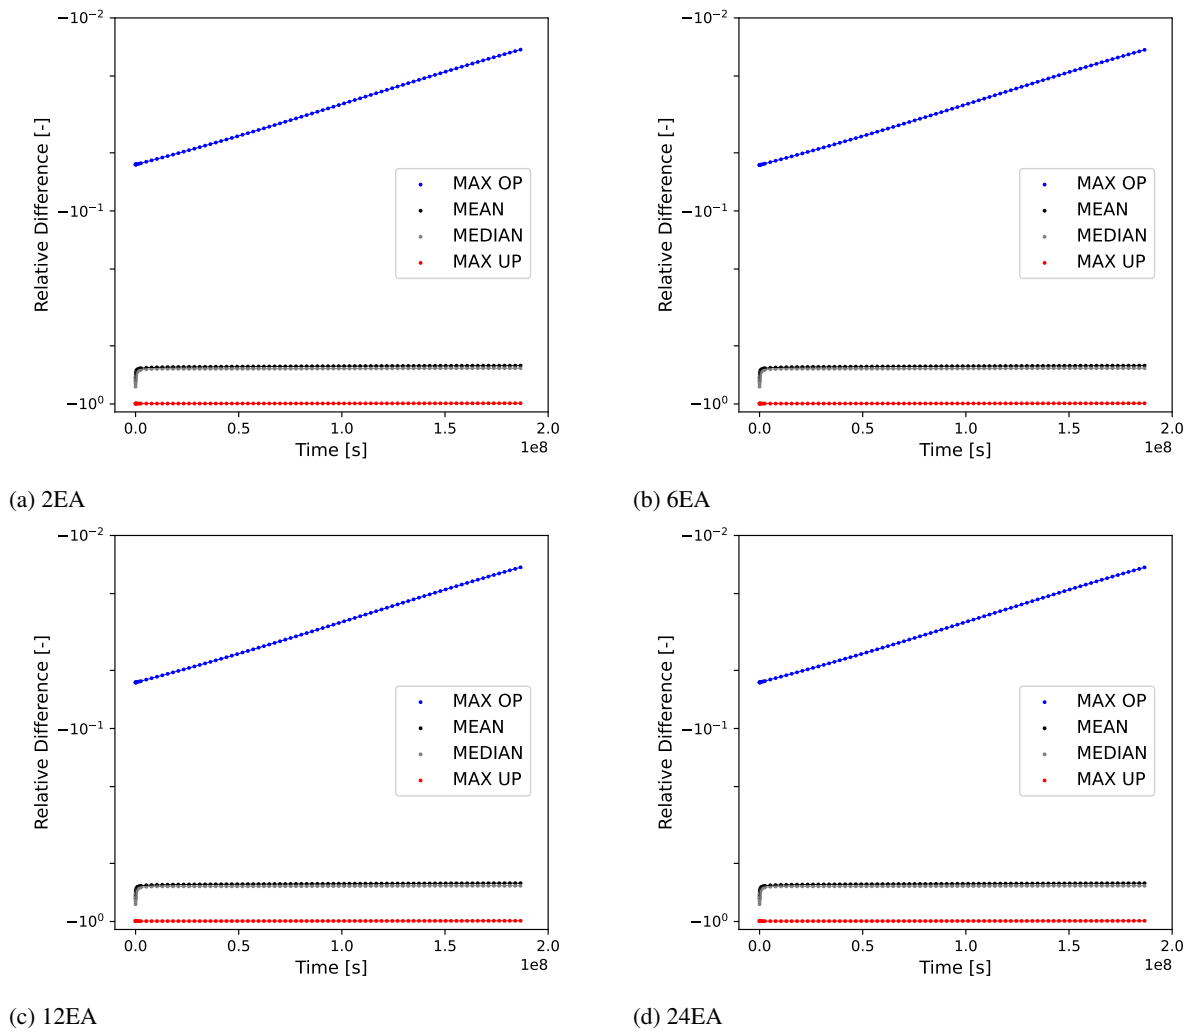 −10⁻²
−10⁻¹
−10⁰
Relative Difference [-]
MAX OP
MEAN
MEDIAN
MAX UP
0.0 0.5 1.0 1.5 2.0
1e8
Time [s]
(a) 2EA
−10⁻²
−10⁻¹
−10⁰
Relative Difference [-]
MAX OP
MEAN
MEDIAN
MAX UP
0.0 0.5 1.0 1.5 2.0
1e8
Time [s]
(b) 6EA
−10⁻²
−10⁻¹
−10⁰
Relative Difference [-]
MAX OP
MEAN
MEDIAN
MAX UP
0.0 0.5 1.0 1.5 2.0
1e8
Time [s]
(c) 12EA
−10⁻²
−10⁻¹
−10⁰
Relative Difference [-]
MAX OP
MEAN
MEDIAN
MAX UP
0.0 0.5 1.0 1.5 2.0
1e8
Time [s]
(d) 24EA